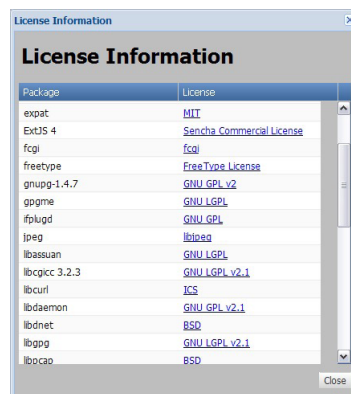 License Information
License Information
Package License
expat MIT
ExtJS 4 Sencha Commercial License
fcgi fcgi
freetype FreeType License
gnupg-1.4.7 GNU GPL v2
gpgme GNU LGPL
ifplugd GNU GPL
jpeg libjpeg
libassuan GNU LGPL
libcgicc 3.2.3 GNU LGPL v2.1
libcurl ICS
libdaemon GNU GPL v2.1
libdnet BSD
libgpg GNU LGPL v2.1
libpcap BSD
Close